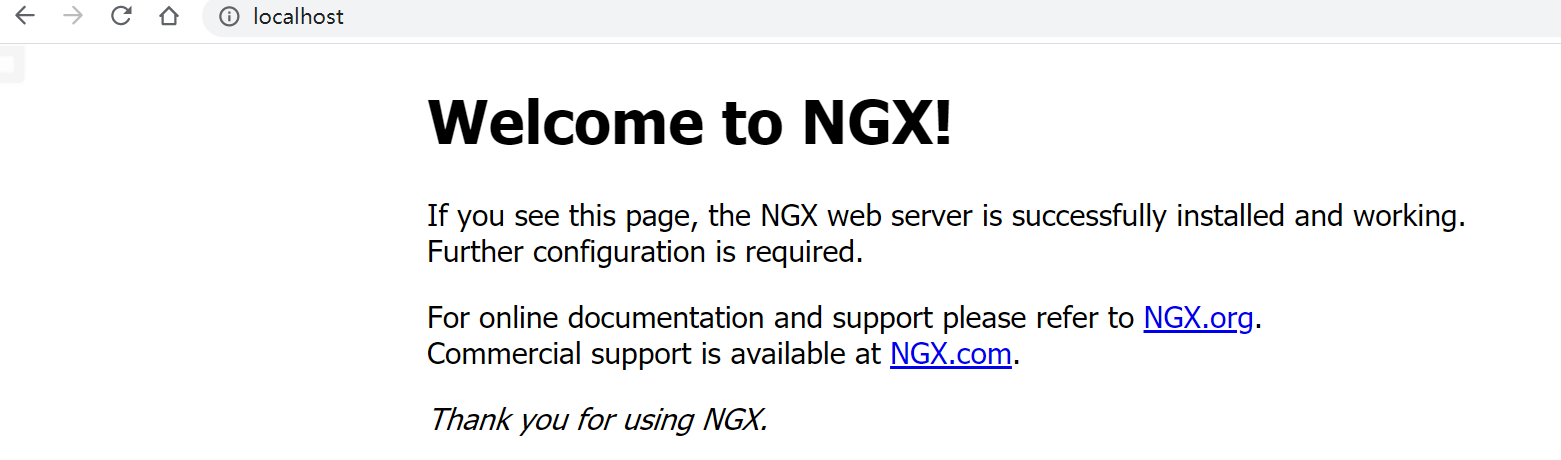 localhost
Welcome to NGX!
If you see this page, the NGX web server is successfully installed and working.
Further configuration is required.
For online documentation and support please refer to NGX.org.
Commercial support is available at NGX.com.
Thank you for using NGX.